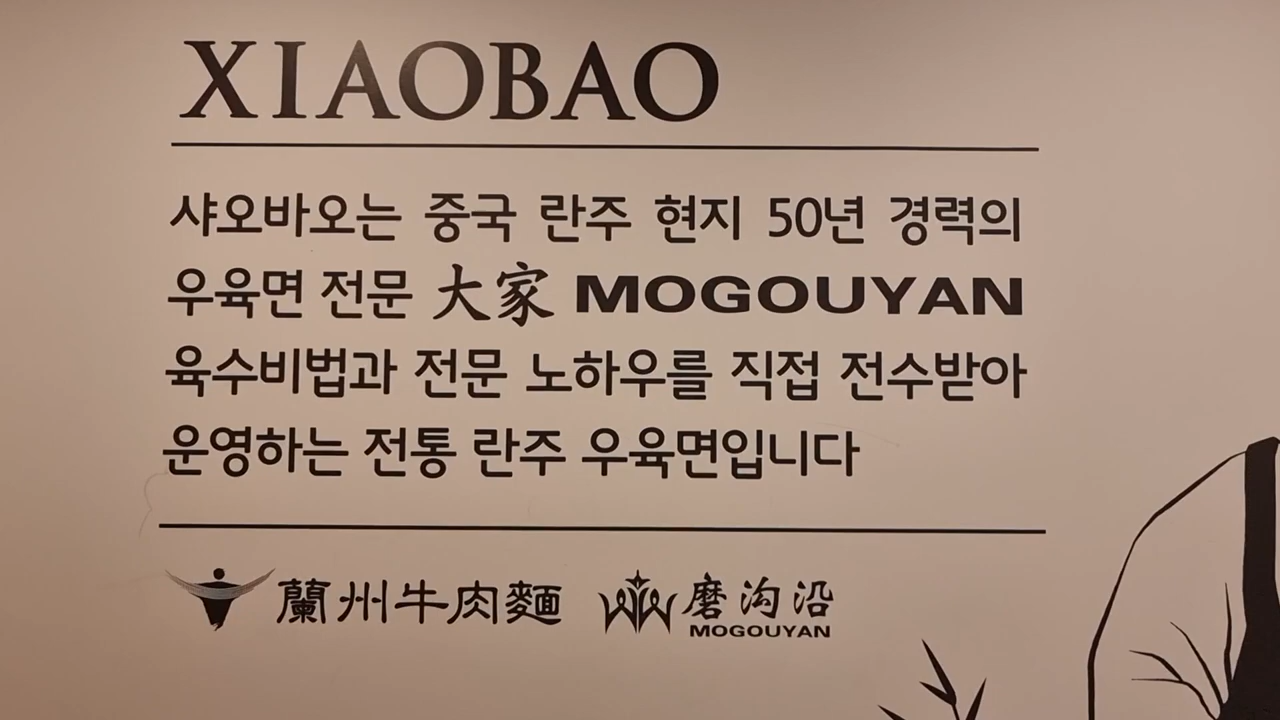 XIAOBAO
샤오바오는 중국 란주 현지 50년 경력의
우육면 전문 大家 MOGOUYAN
육수비법과 전문 노하우를 직접 전수받아
운영하는 전통 란주 우육면입니다
蘭州牛肉麵 磨沟沿
MOGOUYAN